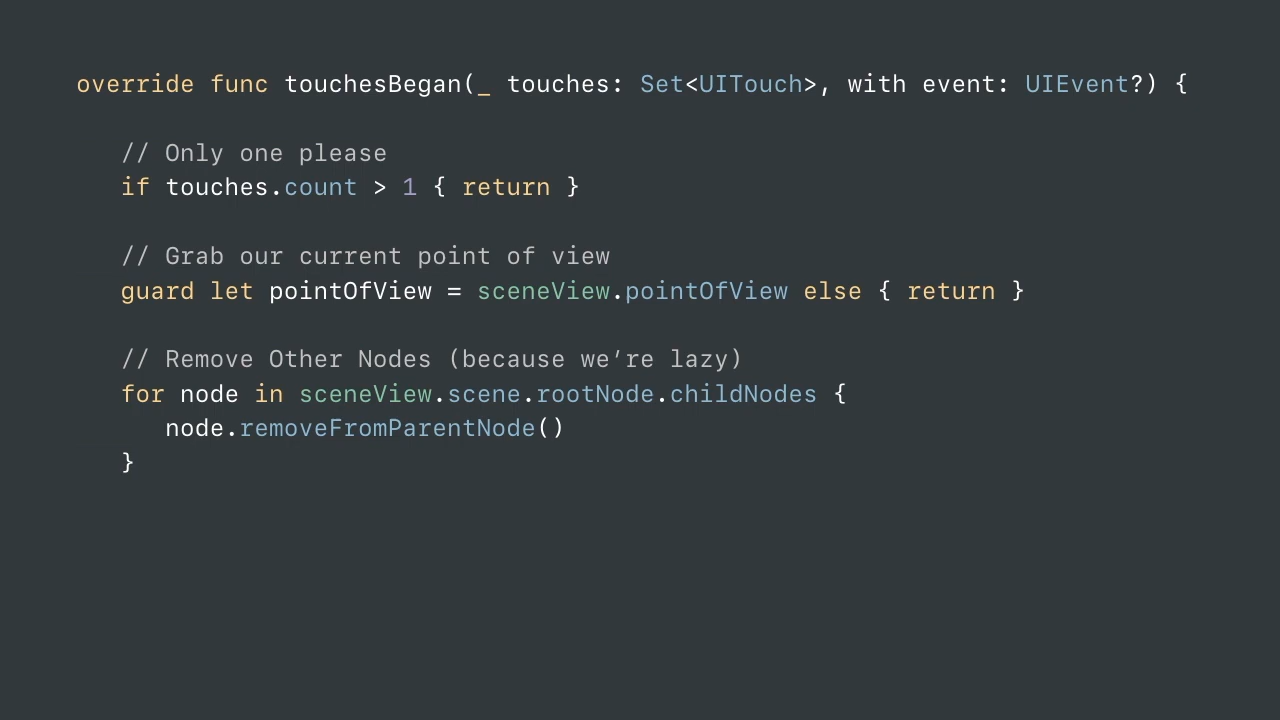 override func touchesBegan(_ touches: Set<UITouch>, with event: UIEvent?) {
// Only one please
if touches.count > 1 { return }
// Grab our current point of view
guard let pointOfView = sceneView.pointOfView else { return }
// Remove Other Nodes (because we’re lazy)
for node in sceneView.scene.rootNode.childNodes {
node.removeFromParentNode()
}